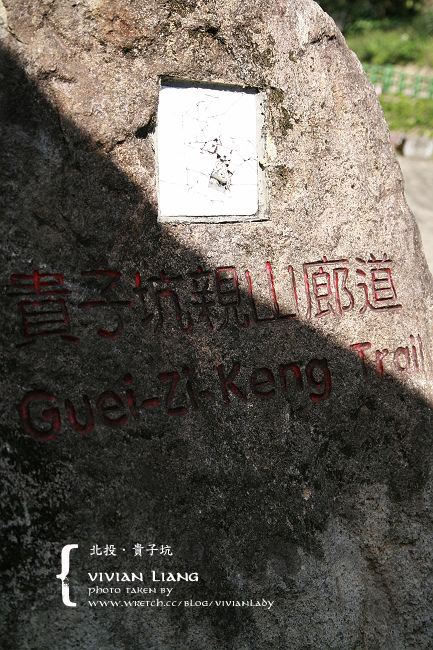 貴子坑親山廊道
Guei-Zi-Keng Trail
北投·貴子坑
VIVIAN LIANG
PHOTO TAKEN BY
WWW.WRETCH.CC/BLOG/VIVIANLADY